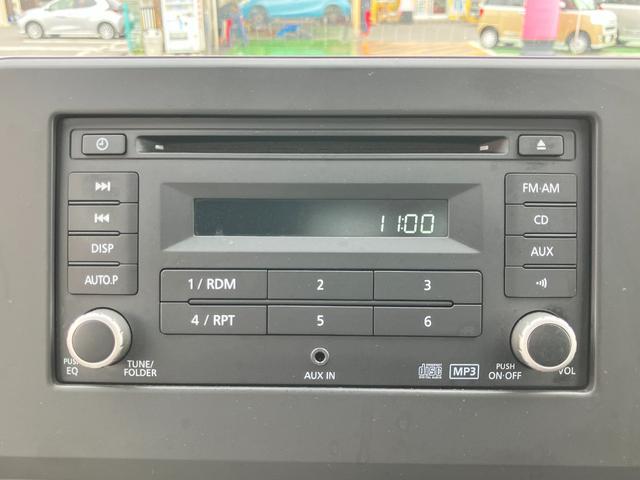 11:00
FM·AM
CD
DISP
AUX
AUTO.P
1 / RDM
2
3
4 / RPT
5
6
PUSH
EQ
TUNE/
FOLDER
AUX IN
disc
MP3
PUSH
ON·OFF
VOL